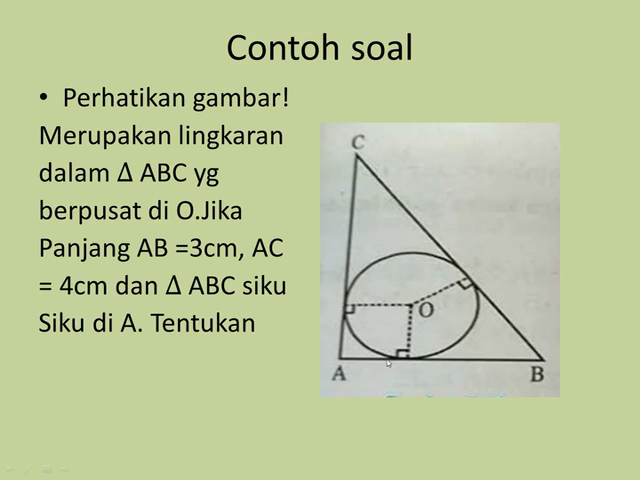 Contoh soal
• Perhatikan gambar!
Merupakan lingkaran
dalam Δ ABC yg
berpusat di O.Jika
Panjang AB =3cm, AC
= 4cm dan Δ ABC siku
Siku di A. Tentukan
C
O
A
B